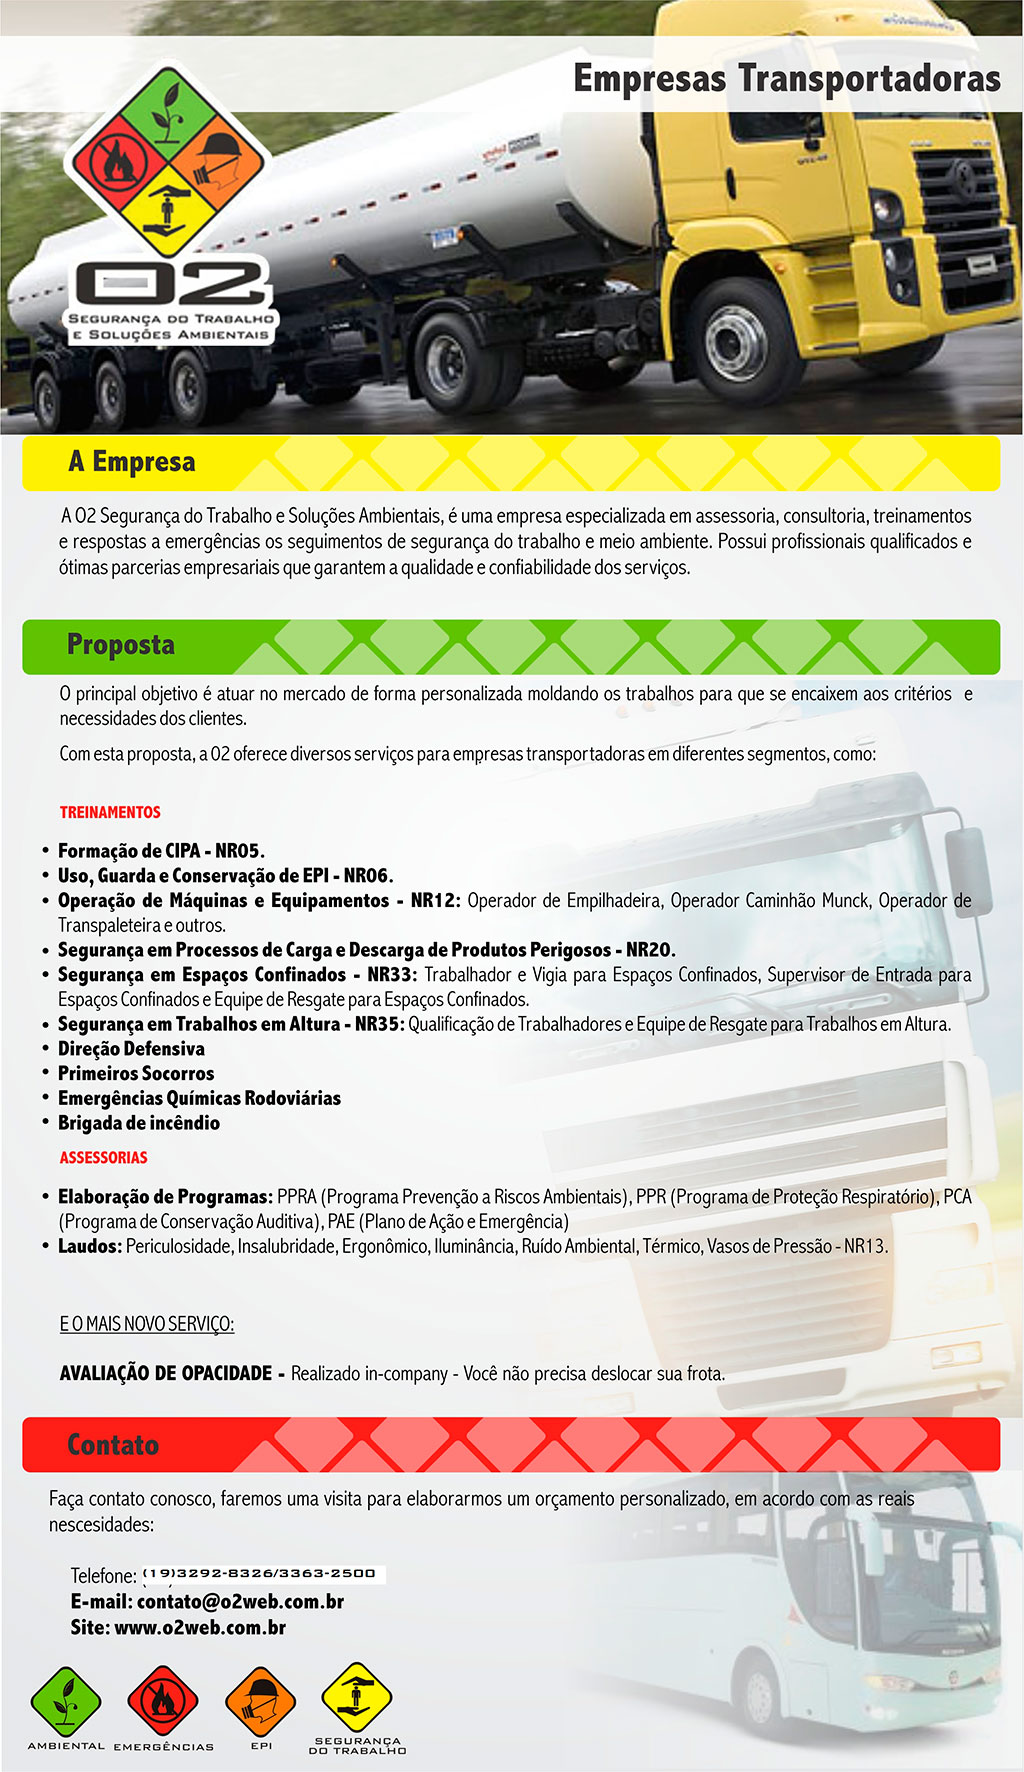 Empresas Transportadoras
O2
SEGURANÇA DO TRABALHO
E SOLUÇÕES AMBIENTAIS
A Empresa
A O2 Segurança do Trabalho e Soluções Ambientais, é uma empresa especializada em assessoria, consultoria, treinamentos
e respostas a emergências os seguimentos de segurança do trabalho e meio ambiente. Possui profissionais qualificados e
ótimas parcerias empresariais que garantem a qualidade e confiabilidade dos serviços.
Proposta
O principal objetivo é atuar no mercado de forma personalizada moldando os trabalhos para que se encaixem aos critérios e
necessidades dos clientes.
Com esta proposta, a O2 oferece diversos serviços para empresas transportadoras em diferentes segmentos, como:
TREINAMENTOS
• Formação de CIPA - NR05.
• Uso, Guarda e Conservação de EPI - NR06.
• Operação de Máquinas e Equipamentos - NR12: Operador de Empilhadeira, Operador Caminhão Munck, Operador de
Transpaleteira e outros.
• Segurança em Processos de Carga e Descarga de Produtos Perigosos - NR20.
• Segurança em Espaços Confinados - NR33: Trabalhador e Vigia para Espaços Confinados, Supervisor de Entrada para
Espaços Confinados e Equipe de Resgate para Espaços Confinados.
• Segurança em Trabalhos em Altura - NR35: Qualificação de Trabalhadores e Equipe de Resgate para Trabalhos em Altura.
• Direção Defensiva
• Primeiros Socorros
• Emergências Químicas Rodoviárias
• Brigada de incêndio
ASSESSORIAS
• Elaboração de Programas: PPRA (Programa Prevenção a Riscos Ambientais), PPR (Programa de Proteção Respiratório), PCA
(Programa de Conservação Auditiva), PAE (Plano de Ação e Emergência)
• Laudos: Periculosidade, Insalubridade, Ergonômico, Iluminância, Ruído Ambiental, Térmico, Vasos de Pressão - NR13.
E O MAIS NOVO SERVIÇO:
AVALIAÇÃO DE OPACIDADE - Realizado in-company - Você não precisa deslocar sua frota.
Contato
Faça contato conosco, faremos uma visita para elaborarmos um orçamento personalizado, em acordo com as reais
nescesidades:
Telefone: (19)3292-8326/3363-2500
E-mail: contato@o2web.com.br
Site: www.o2web.com.br
AMBIENTAL EMERGÊNCIAS EPI SEGURANÇA
DO TRABALHO